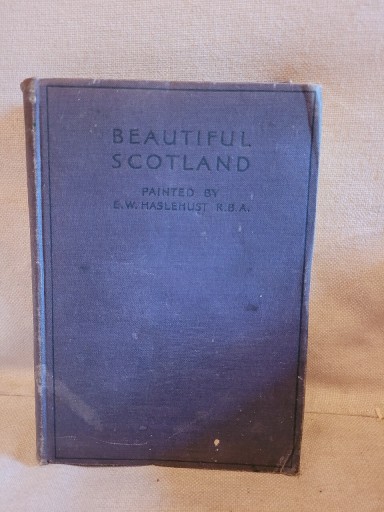 BEAUTIFUL
SCOTLAND
PAINTED BY
E.W. HASLEHUST R.B.A.